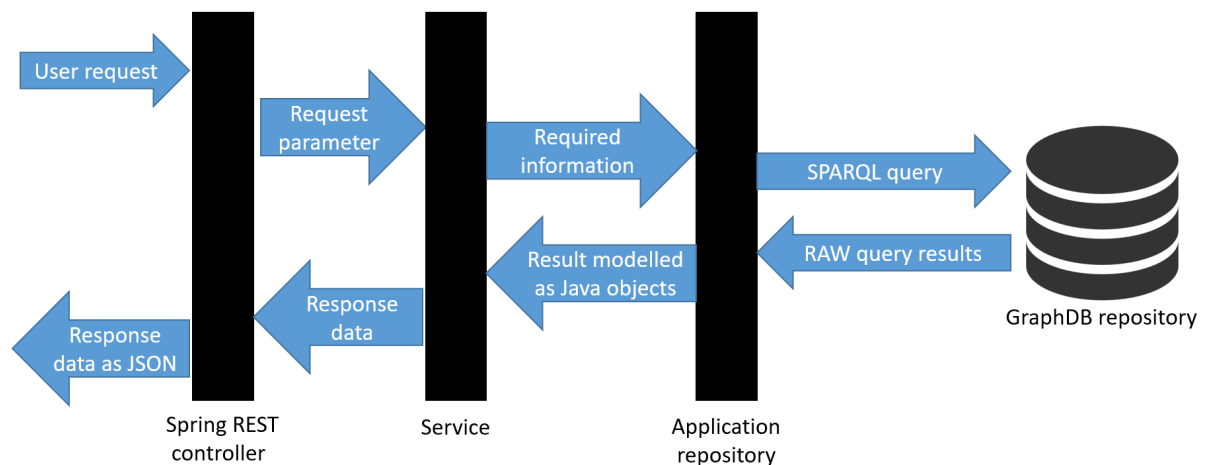 User request
Request
parameter
Required
information
SPARQL query
RAW query results
Result modelled
as Java objects
Response
data
Response
data as JSON
GraphDB repository
Spring REST
controller
Service
Application
repository